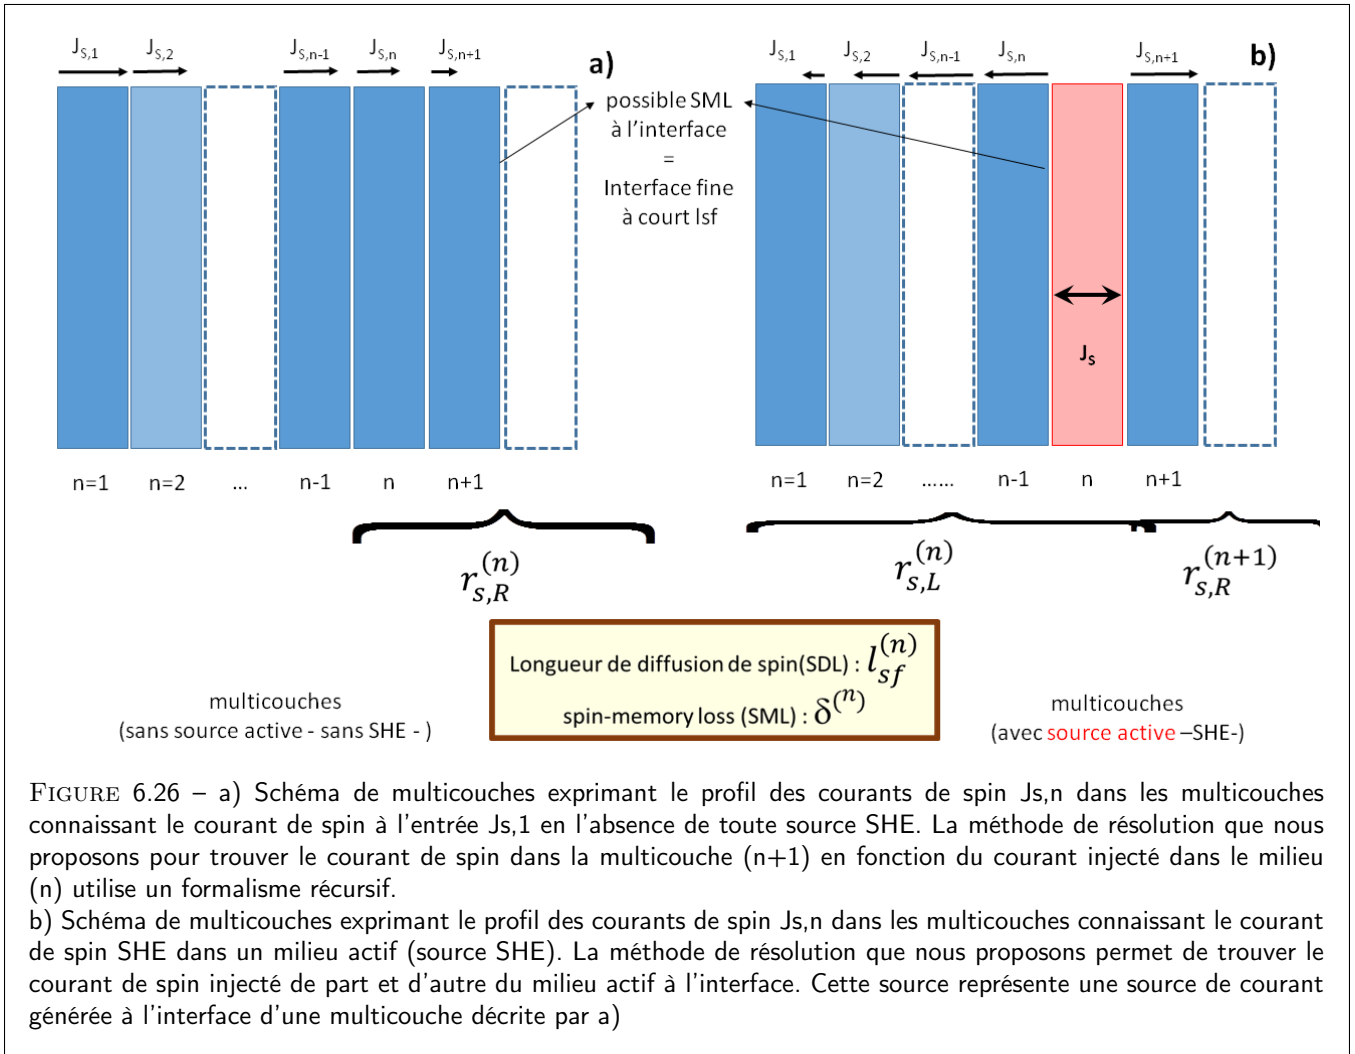 J_{S,1} J_{S,2} J_{S,n-1} J_{S,n} J_{S,n+1}
a)
n=1 n=2 ... n-1 n n+1
r_{s,R}^{(n)}
multicouches
(sans source active - sans SHE - )
possible SML
à l'interface
=
Interface fine
à court lsf
J_{S,1} J_{S,2} J_{S,n-1} J_{S,n} J_{S,n+1}
b)
J_S
n=1 n=2 ...... n-1 n n+1
r_{s,L}^{(n)} r_{s,R}^{(n+1)}
multicouches
(avec source active –SHE-)
Longueur de diffusion de spin(SDL) : l_{sf}^{(n)}
spin-memory loss (SML) : δ^{(n)}
FIGURE 6.26 – a) Schéma de multicouches exprimant le profil des courants de spin Js,n dans les multicouches
connaissant le courant de spin à l'entrée Js,1 en l'absence de toute source SHE. La méthode de résolution que nous
proposons pour trouver le courant de spin dans la multicouche (n+1) en fonction du courant injecté dans le milieu
(n) utilise un formalisme récursif.
b) Schéma de multicouches exprimant le profil des courants de spin Js,n dans les multicouches connaissant le courant
de spin SHE dans un milieu actif (source SHE). La méthode de résolution que nous proposons permet de trouver le
courant de spin injecté de part et d'autre du milieu actif à l'interface. Cette source représente une source de courant
générée à l'interface d'une multicouche décrite par a)